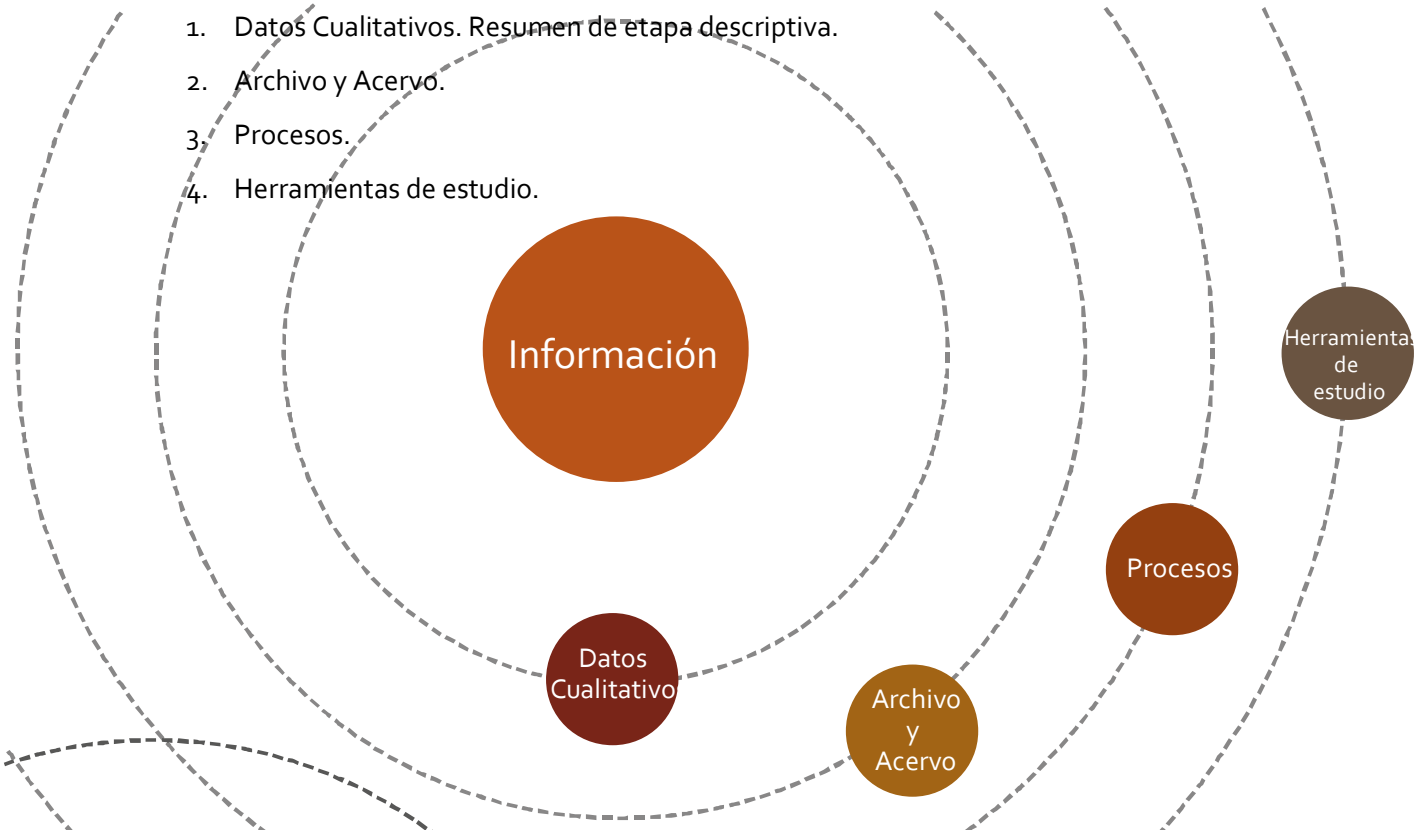 1. Datos Cualitativos. Resumen de etapa descriptiva.
2. Archivo y Acervo.
3. Procesos.
4. Herramientas de estudio.
Información
Herramientas
de
estudio
Procesos
Datos
Cualitativo
Archivo
y
Acervo